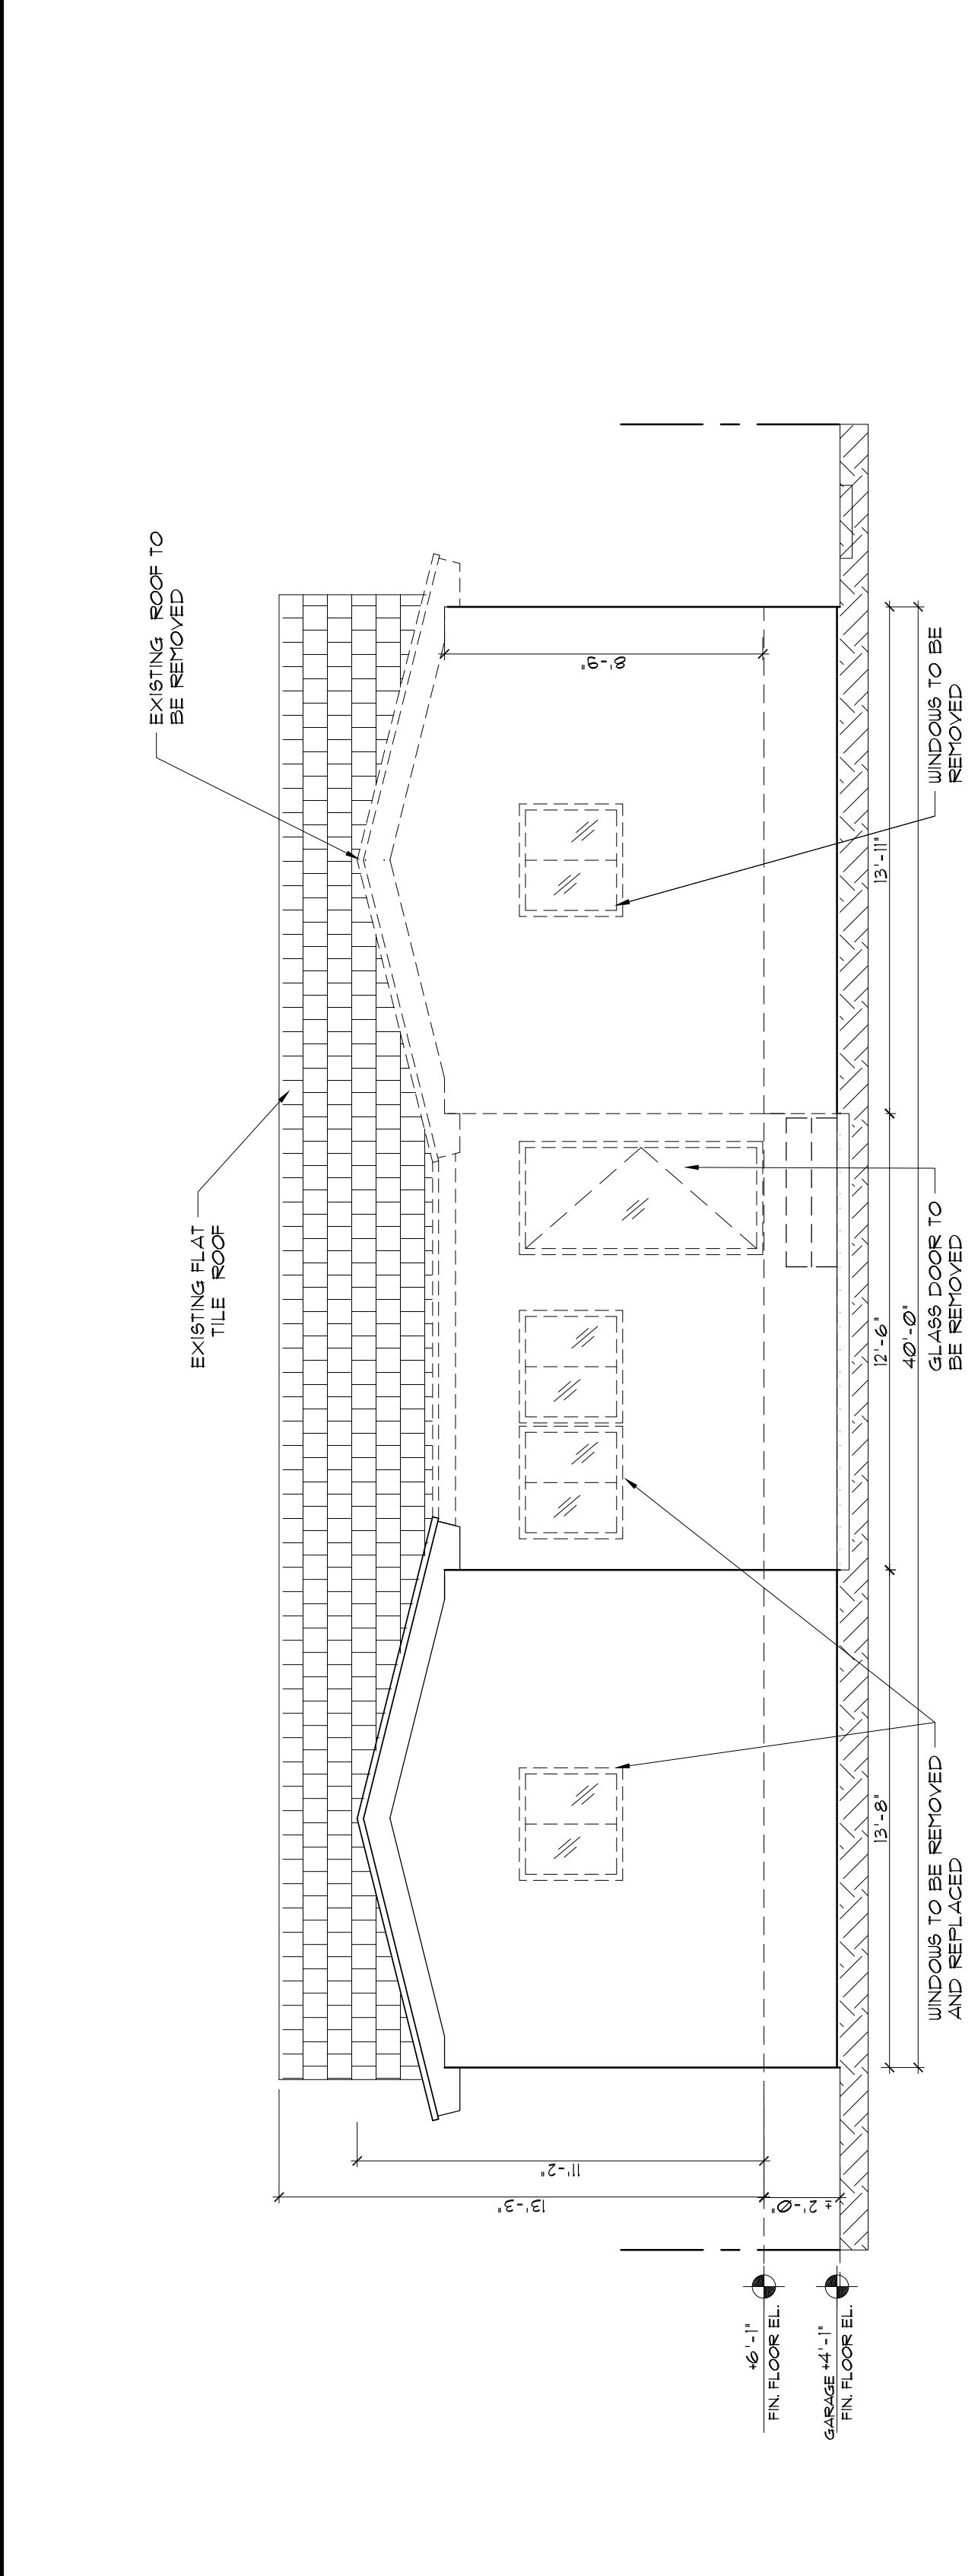 EXISTING ROOF TO
BE REMOVED
EXISTING FLAT
TILE ROOF
8'-9"
11'-2"
13'-3"
± 2'-0"
+6'-1"
FIN. FLOOR EL.
GARAGE +4'-1"
FIN. FLOOR EL.
13'-8"
12'-6"
13'-11"
40'-0"
WINDOWS TO BE REMOVED
AND REPLACED
GLASS DOOR TO
BE REMOVED
WINDOWS TO BE
REMOVED